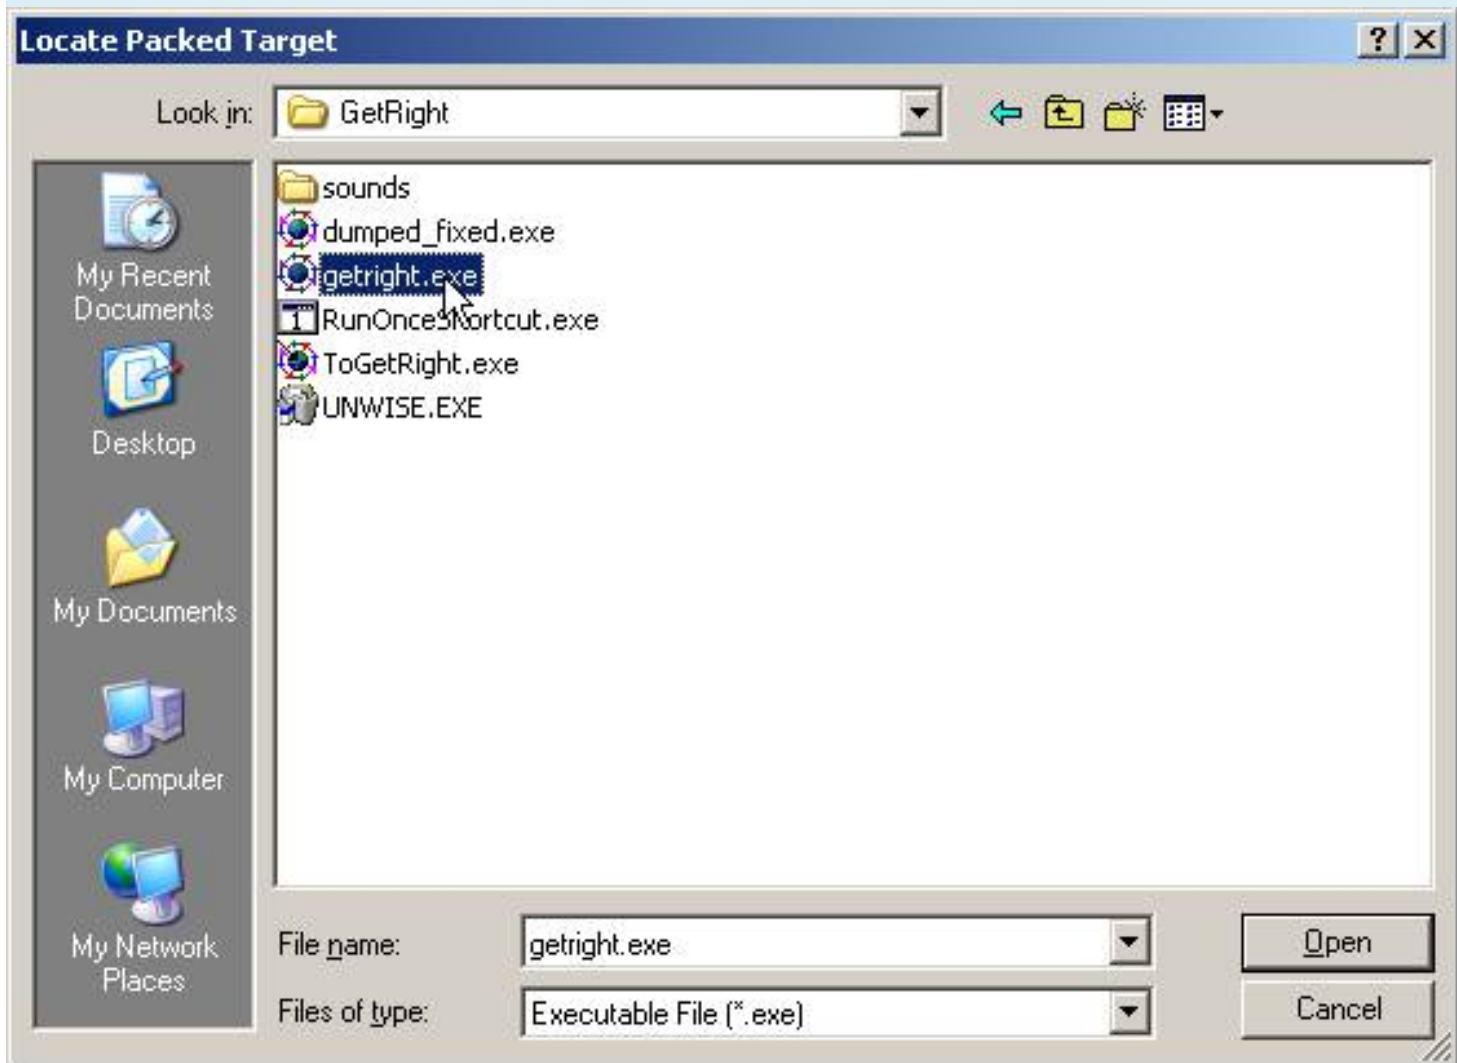 Locate Packed Target
Look in: GetRight
sounds
dumped_fixed.exe
getright.exe
RunOnceShortcut.exe
ToGetRight.exe
UNWISE.EXE
My Recent
Documents
Desktop
My Documents
My Computer
My Network
Places
File name: getright.exe
Open
Files of type: Executable File (*.exe)
Cancel